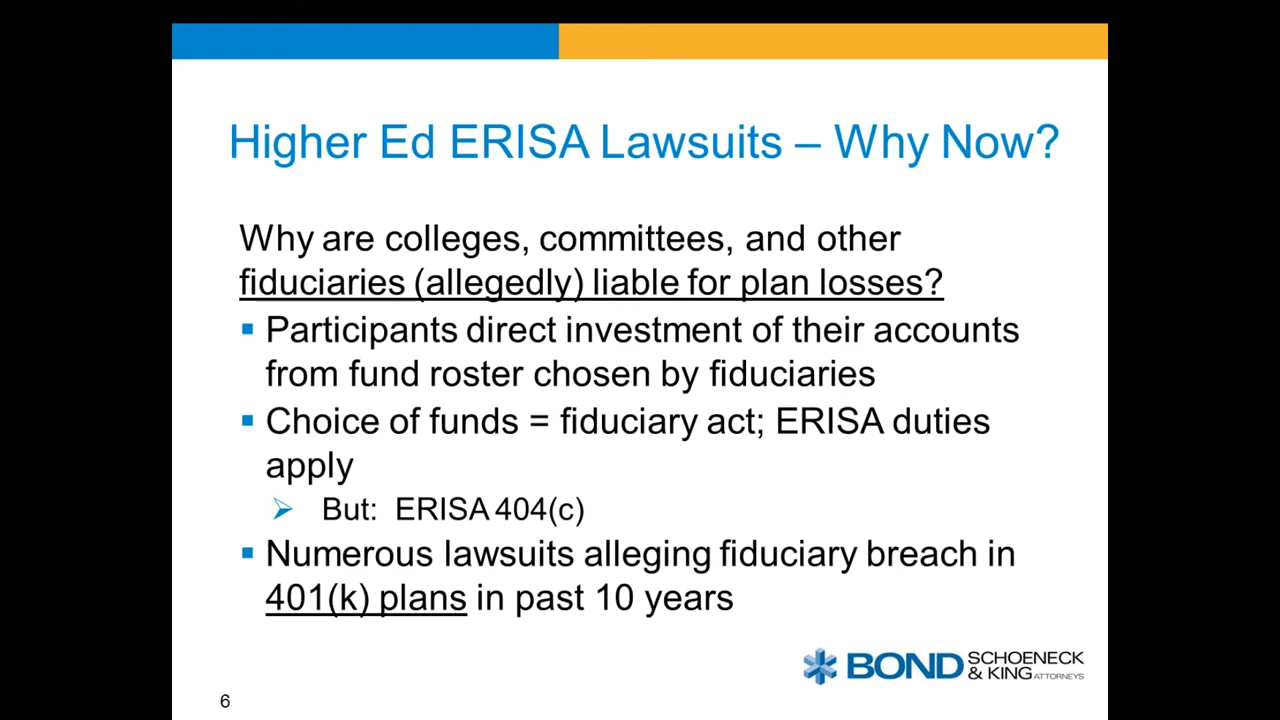 Higher Ed ERISA Lawsuits – Why Now?
Why are colleges, committees, and other
fiduciaries (allegedly) liable for plan losses?
▪ Participants direct investment of their accounts
from fund roster chosen by fiduciaries
▪ Choice of funds = fiduciary act; ERISA duties
apply
➢ But: ERISA 404(c)
▪ Numerous lawsuits alleging fiduciary breach in
401(k) plans in past 10 years
BOND SCHOENECK
& KING ATTORNEYS
6